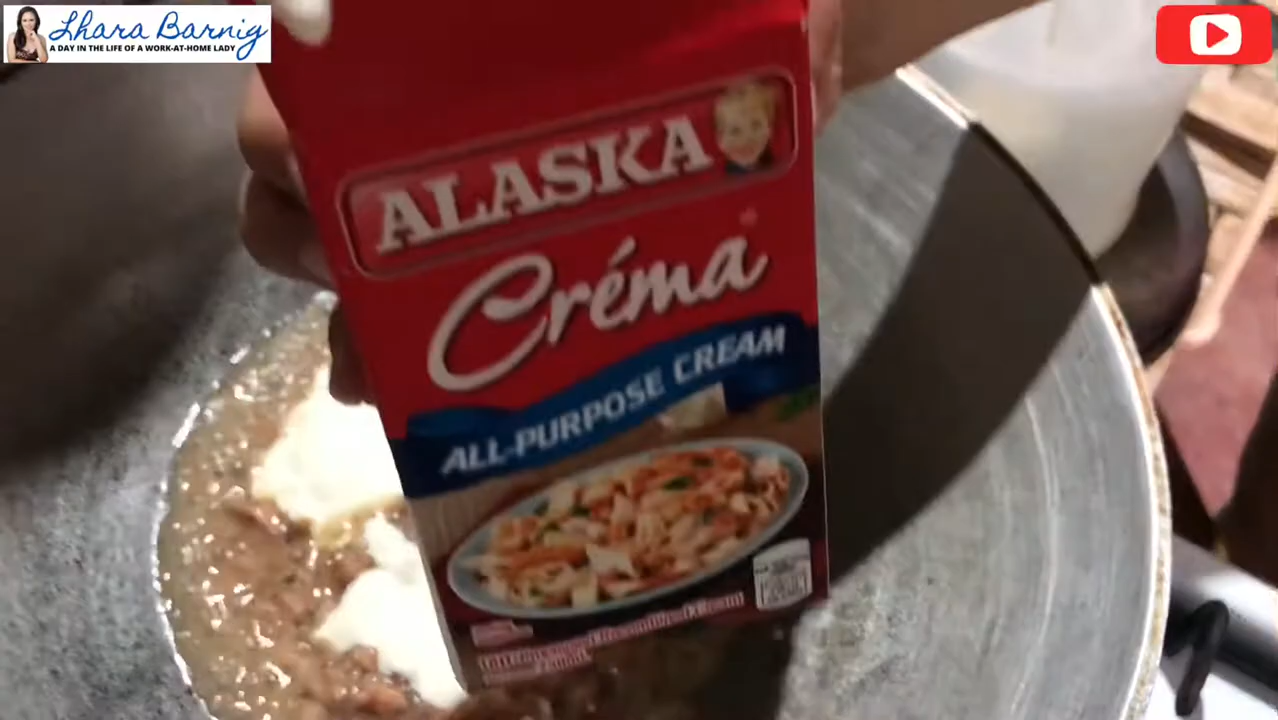 Lhara Barnig
A DAY IN THE LIFE OF A WORK-AT-HOME LADY
ALASKA
Créma
ALL-PURPOSE CREAM